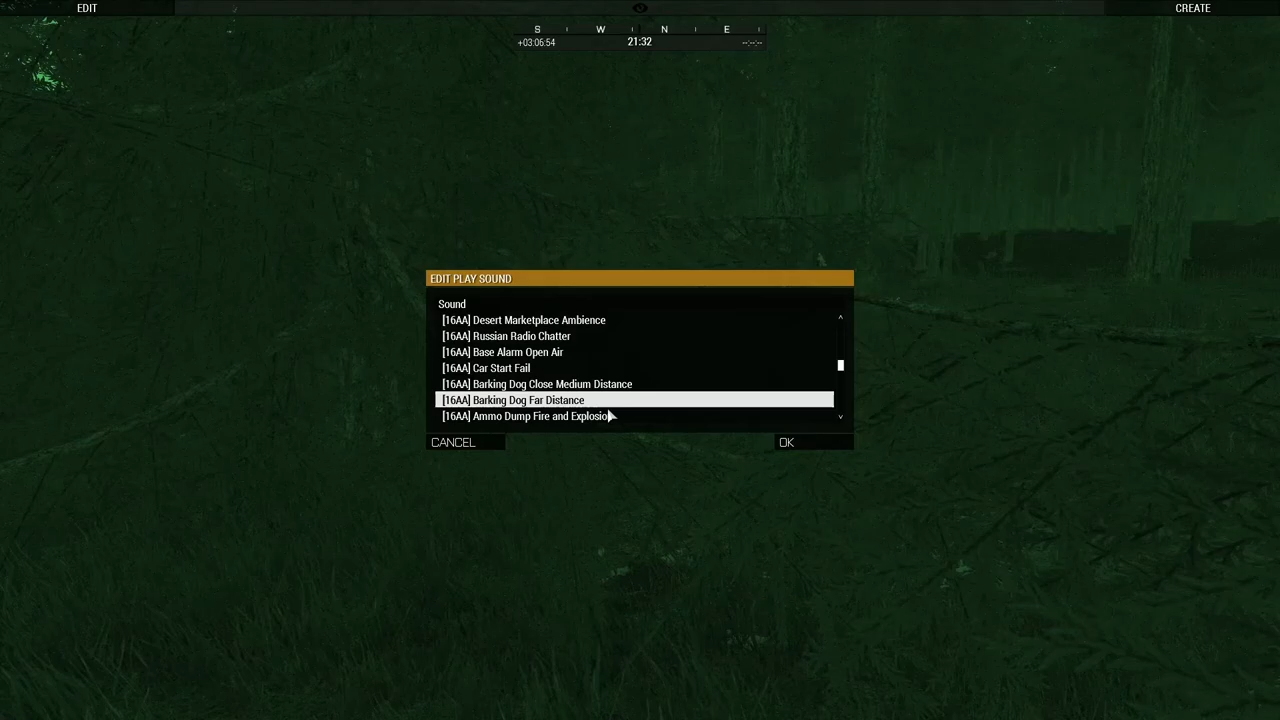 EDIT
CREATE
S W N E
+03:06:54 21:32 --:--:--
EDIT PLAY SOUND
Sound
[16AA] Desert Marketplace Ambience
[16AA] Russian Radio Chatter
[16AA] Base Alarm Open Air
[16AA] Car Start Fail
[16AA] Barking Dog Close Medium Distance
[16AA] Barking Dog Far Distance
[16AA] Ammo Dump Fire and Explosion
CANCEL
OK